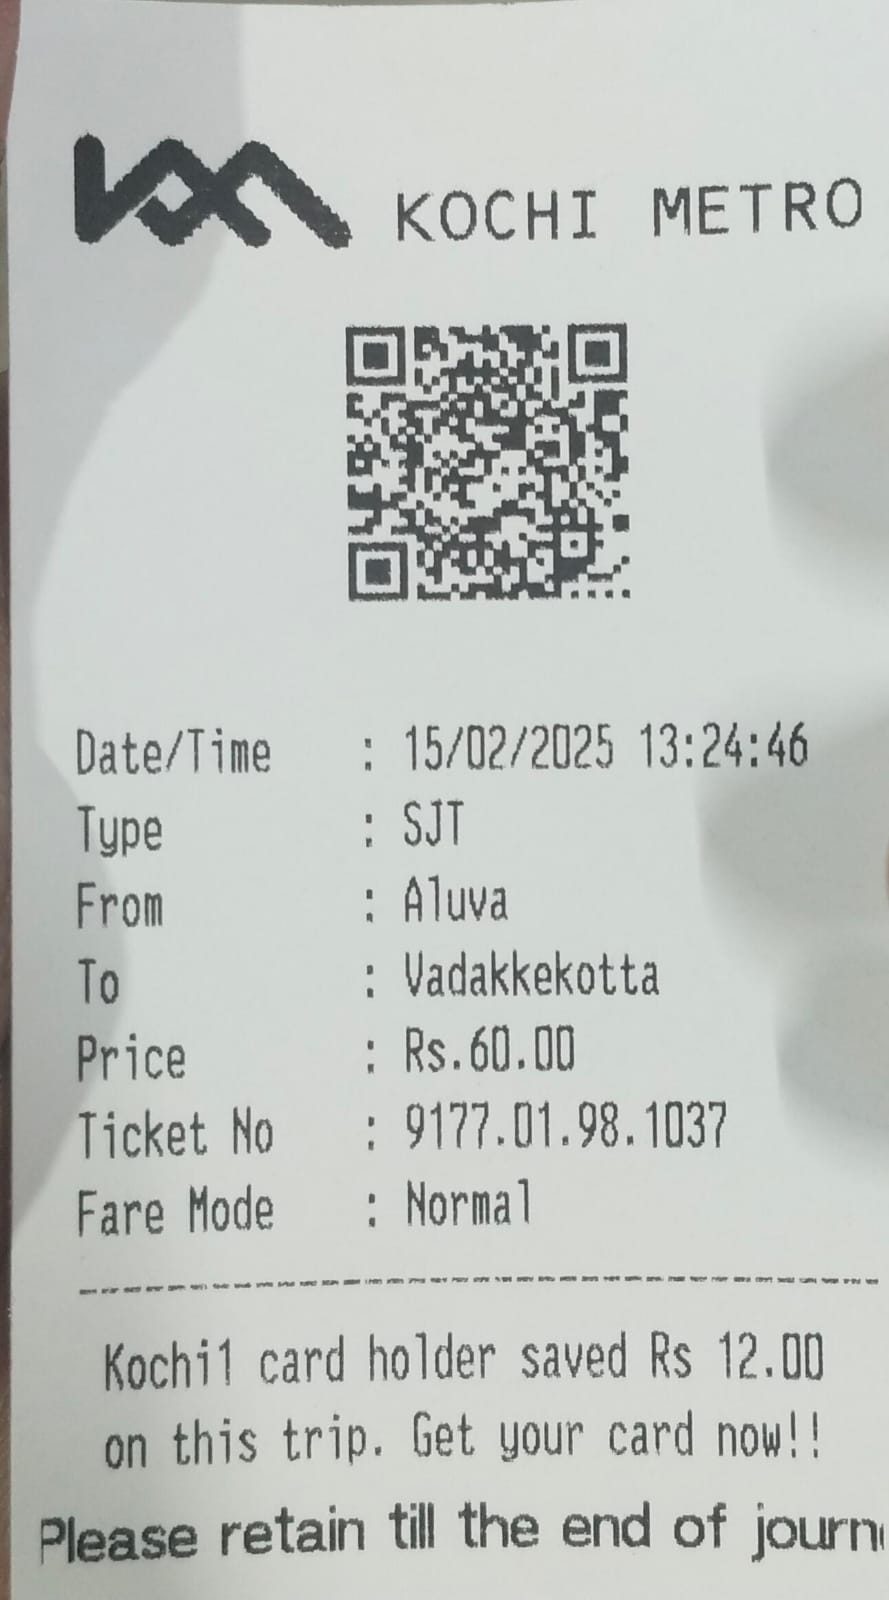 KOCHI METRO
Date/Time : 15/02/2025 13:24:46
Type : SJT
From : Aluva
To : Vadakkekotta
Price : Rs.60.00
Ticket No : 9177.01.98.1037
Fare Mode : Normal
Kochi1 card holder saved Rs 12.00
on this trip. Get your card now!!
Please retain till the end of journ